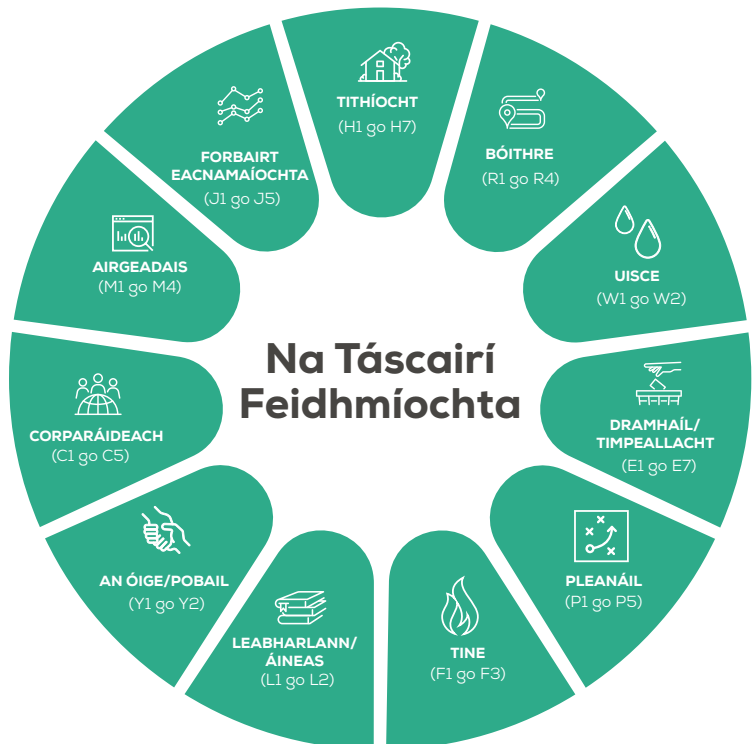 Na Táscairí
Feidhmíochta
TITHÍOCHT
(H1 go H7)
BÓITHRE
(R1 go R4)
UISCE
(W1 go W2)
DRAMHAÍL/
TIMPEALLACHT
(E1 go E7)
PLEANÁIL
(P1 go P5)
TINE
(F1 go F3)
LEABHARLANN/
ÁINEAS
(L1 go L2)
AN ÓIGE/POBAIL
(Y1 go Y2)
CORPARÁIDEACH
(C1 go C5)
AIRGEADAIS
(M1 go M4)
FORBAIRT
EACNAMAÍOCHTA
(J1 go J5)